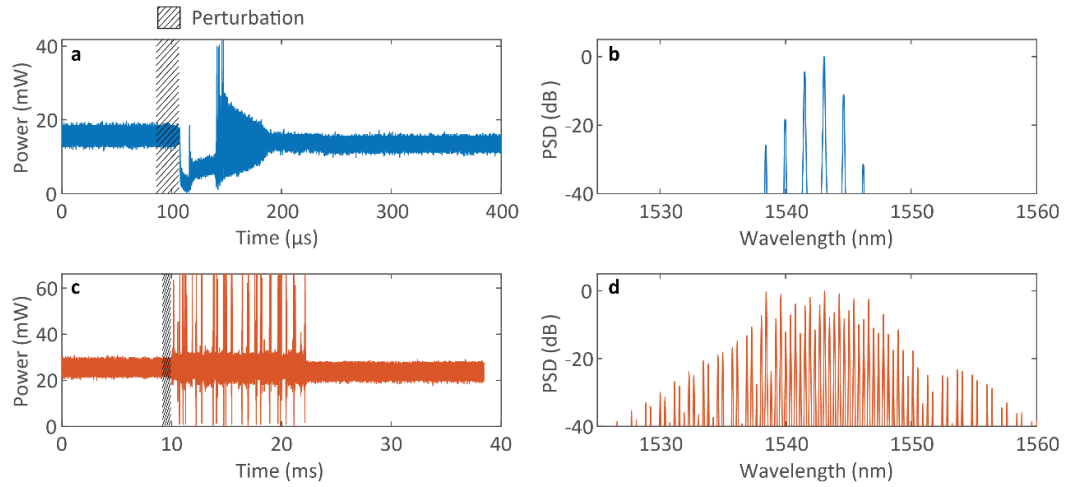 Perturbation
a
Power (mW)
40
20
0
0 100 200 300 400
Time (μs)
b
PSD (dB)
0
-20
-40
1530 1540 1550 1560
Wavelength (nm)
c
Power (mW)
60
40
20
0
0 10 20 30 40
Time (ms)
d
PSD (dB)
0
-20
-40
1530 1540 1550 1560
Wavelength (nm)